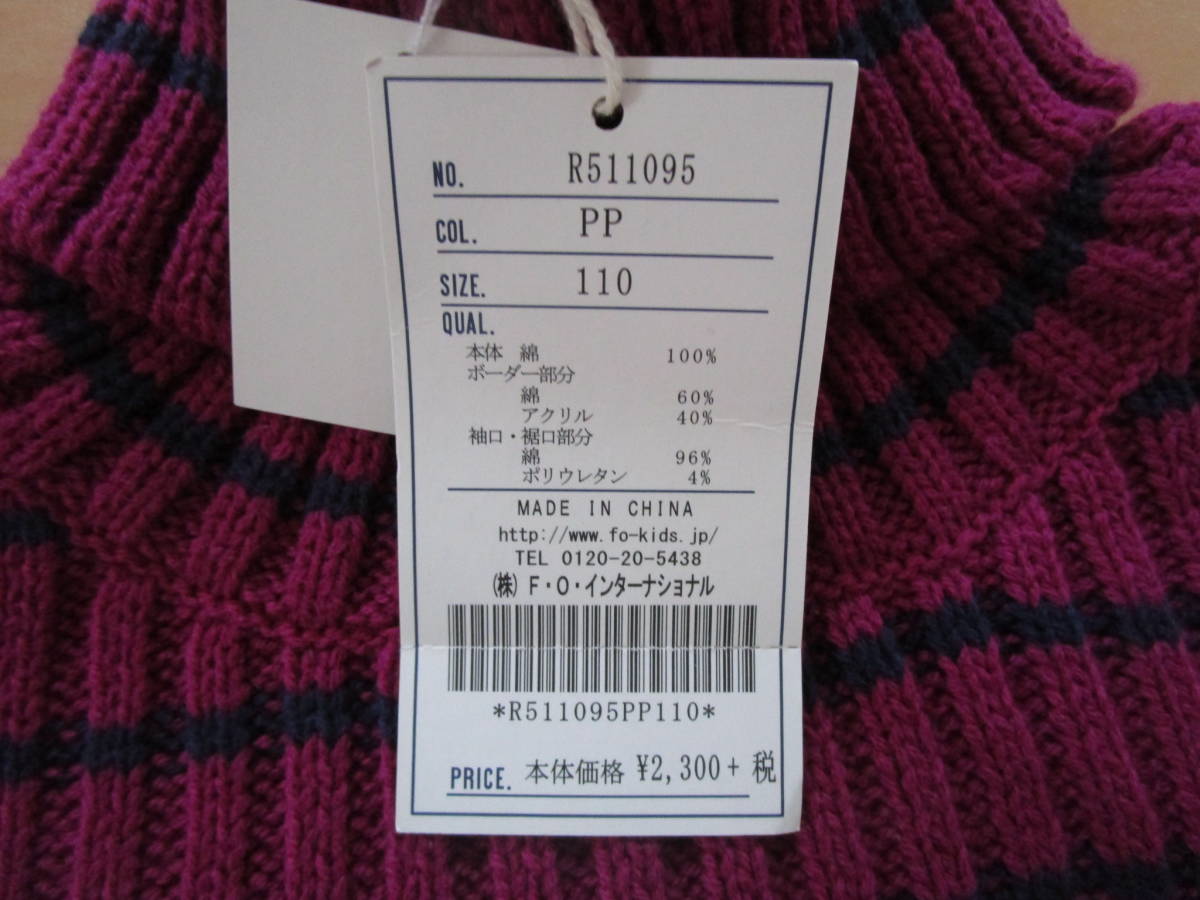 NO. R511095
COL. PP
SIZE. 110
QUAL.
本体 綿 100%
ボーダー部分
綿 60%
アクリル 40%
袖口・裾口部分
綿 96%
ポリウレタン 4%
MADE IN CHINA
http://www.fo-kids.jp/
TEL 0120-20-5438
㈱ F・O・インターナショナル
*R511095PP110*
PRICE. 本体価格 ¥2,300+ 税